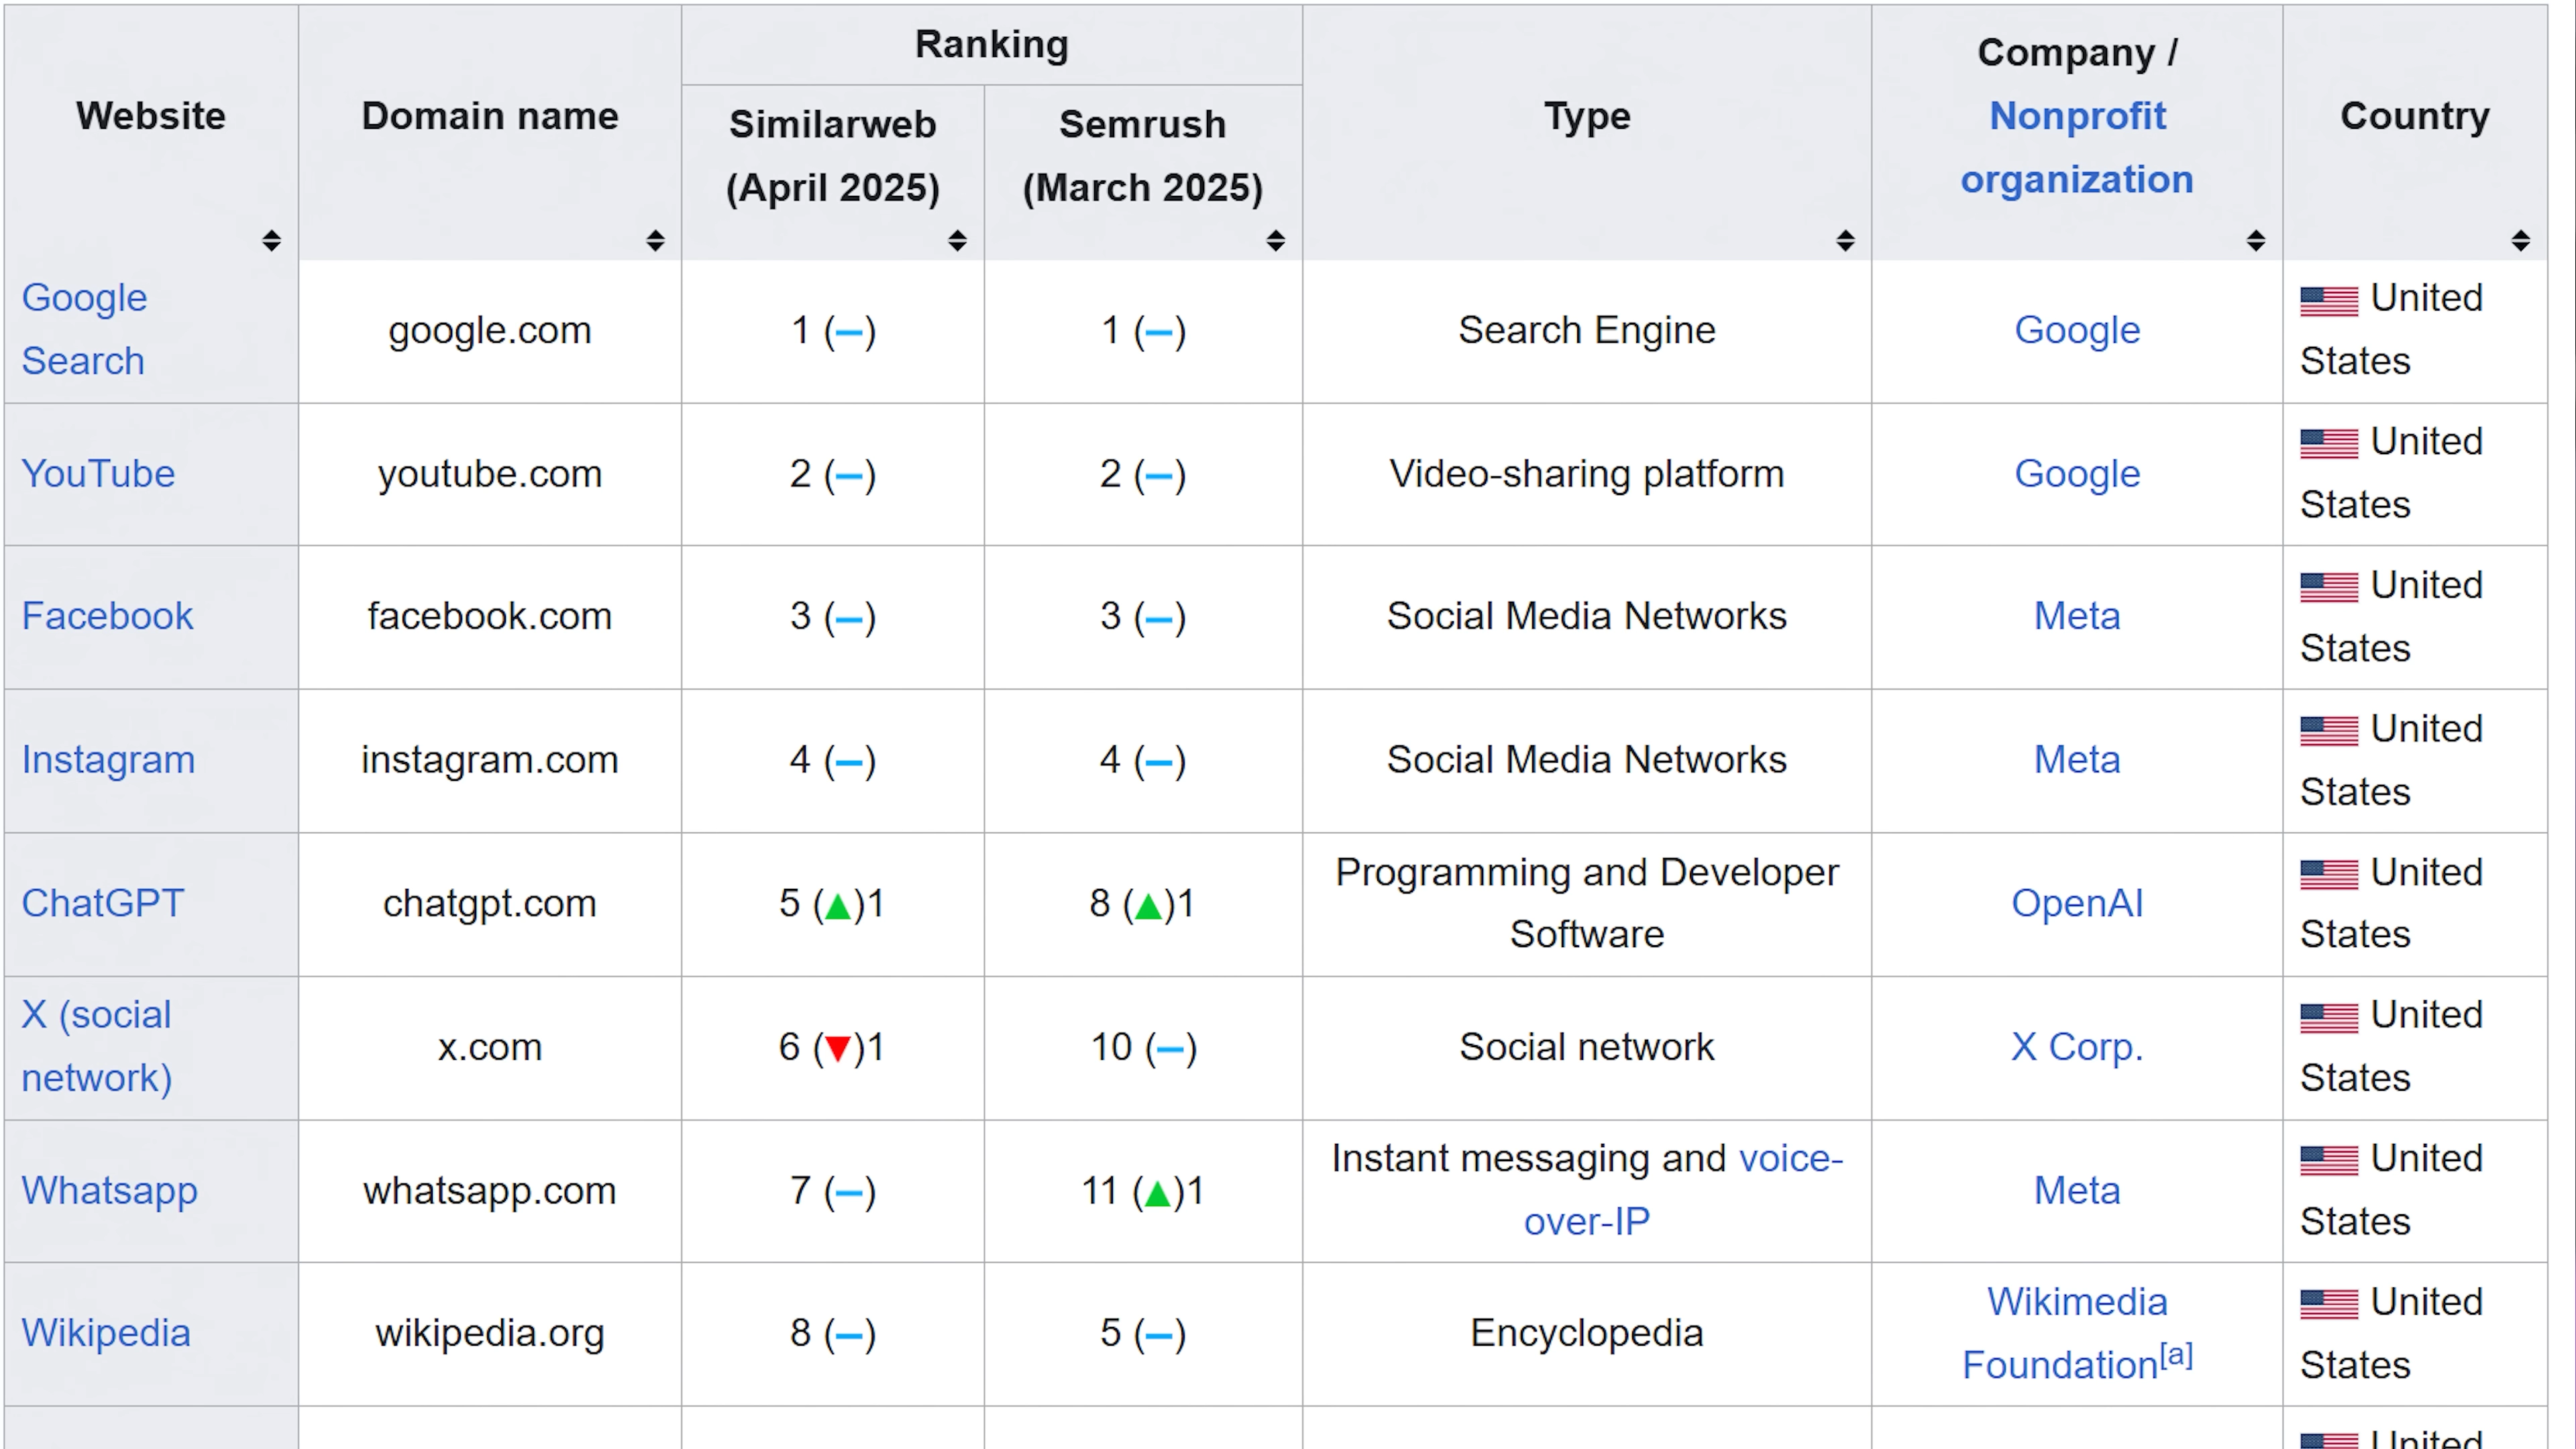 Website
Domain name
Ranking
Similarweb
(April 2025)
Semrush
(March 2025)
Type
Company /
Nonprofit
organization
Country
Google
Search
google.com
1 (–)
1 (–)
Search Engine
Google
United
States
YouTube
youtube.com
2 (–)
2 (–)
Video-sharing platform
Google
United
States
Facebook
facebook.com
3 (–)
3 (–)
Social Media Networks
Meta
United
States
Instagram
instagram.com
4 (–)
4 (–)
Social Media Networks
Meta
United
States
ChatGPT
chatgpt.com
5 (▲)1
8 (▲)1
Programming and Developer
Software
OpenAI
United
States
X (social
network)
x.com
6 (▼)1
10 (–)
Social network
X Corp.
United
States
Whatsapp
whatsapp.com
7 (–)
11 (▲)1
Instant messaging and voice-
over-IP
Meta
United
States
Wikipedia
wikipedia.org
8 (–)
5 (–)
Encyclopedia
Wikimedia
Foundation[a]
United
States
United